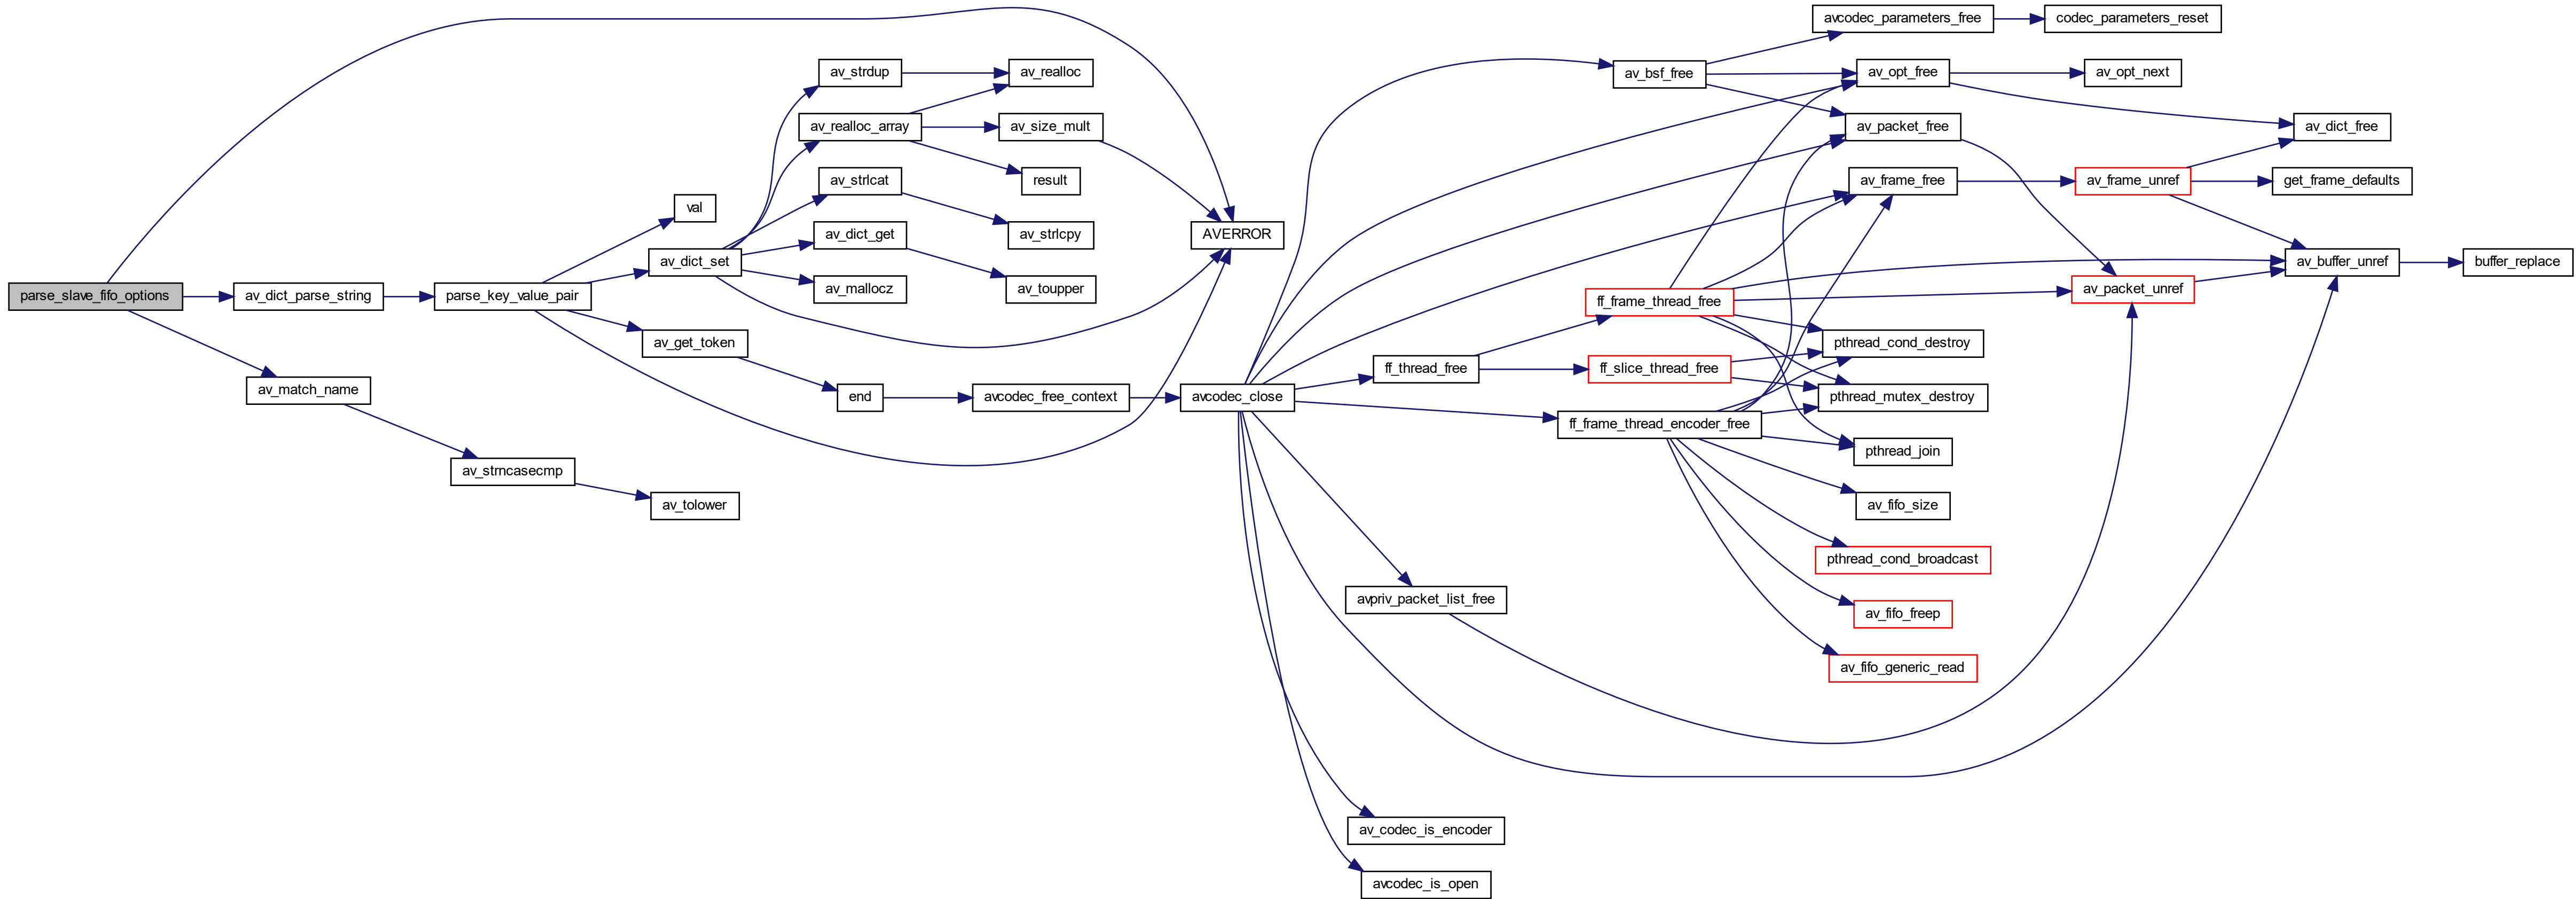 parse_slave_fifo_options
av_dict_parse_string
av_match_name
parse_key_value_pair
av_strncasecmp
val
av_dict_set
av_get_token
av_tolower
av_strdup
av_realloc_array
av_strlcat
av_dict_get
av_mallocz
end
av_realloc
av_size_mult
result
av_strlcpy
av_toupper
avcodec_free_context
AVERROR
avcodec_close
ff_thread_free
avpriv_packet_list_free
av_codec_is_encoder
avcodec_is_open
av_bsf_free
ff_frame_thread_free
ff_slice_thread_free
ff_frame_thread_encoder_free
avcodec_parameters_free
av_opt_free
av_packet_free
av_frame_free
pthread_cond_destroy
pthread_mutex_destroy
pthread_join
av_fifo_size
pthread_cond_broadcast
av_fifo_freep
av_fifo_generic_read
codec_parameters_reset
av_opt_next
av_frame_unref
av_packet_unref
av_dict_free
get_frame_defaults
av_buffer_unref
buffer_replace